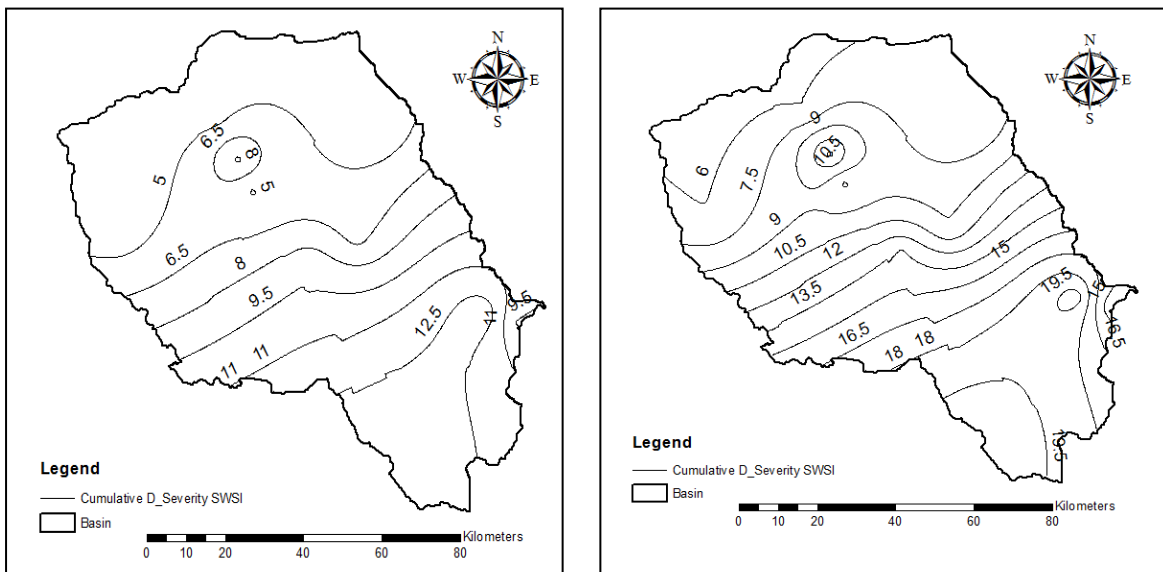 N
W E
S
6.5
8
5
5
6.5
8
9.5
12.5
11
9.5
11
11
Legend
Cumulative D_Severity SWSI
Basin
Kilometers
0 10 20 40 60 80
N
W E
S
9
10.5
6
7.5
9
10.5
12
15
13.5
19.5
15
16.5
16.5
18
18
19.5
Legend
Cumulative D_Severity SWSI
Basin
Kilometers
0 10 20 40 60 80